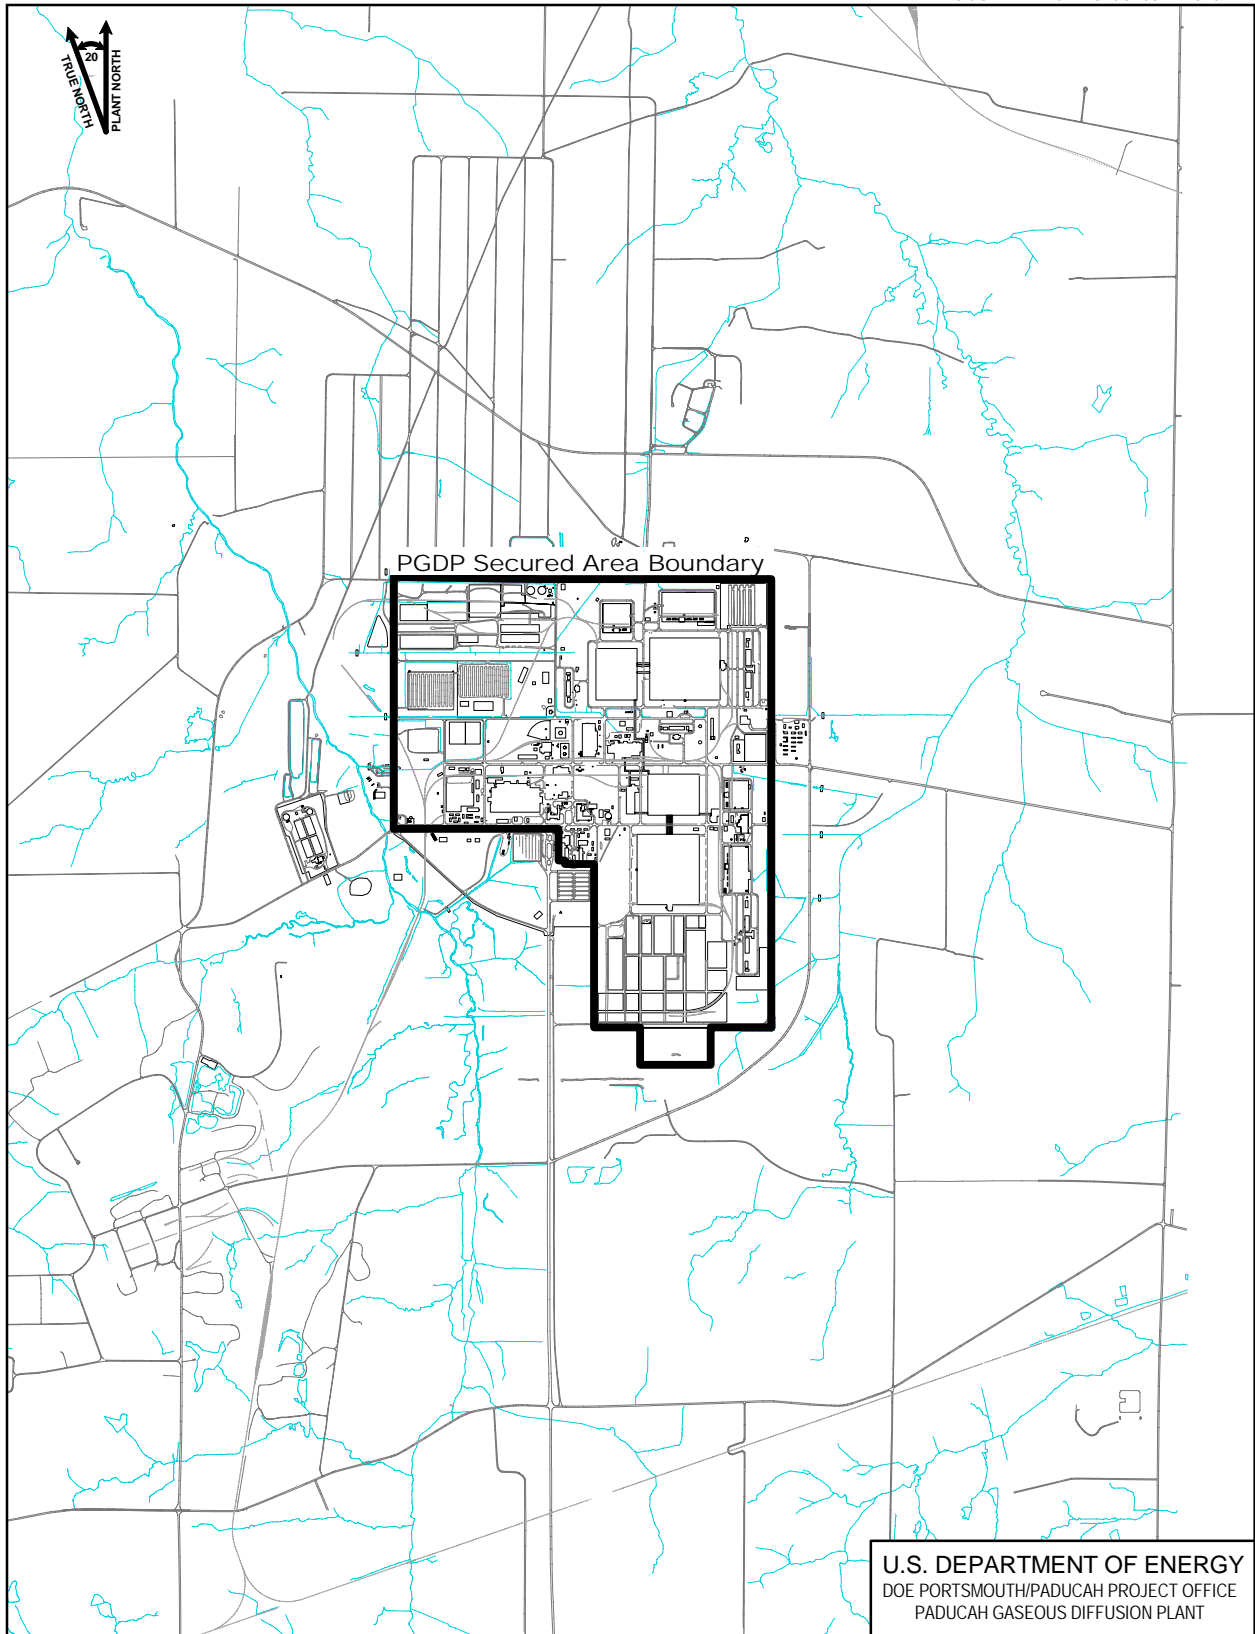 20
TRUE NORTH
PLANT NORTH
PGDP Secured Area Boundary
U.S. DEPARTMENT OF ENERGY
DOE PORTSMOUTH/PADUCAH PROJECT OFFICE
PADUCAH GASEOUS DIFFUSION PLANT